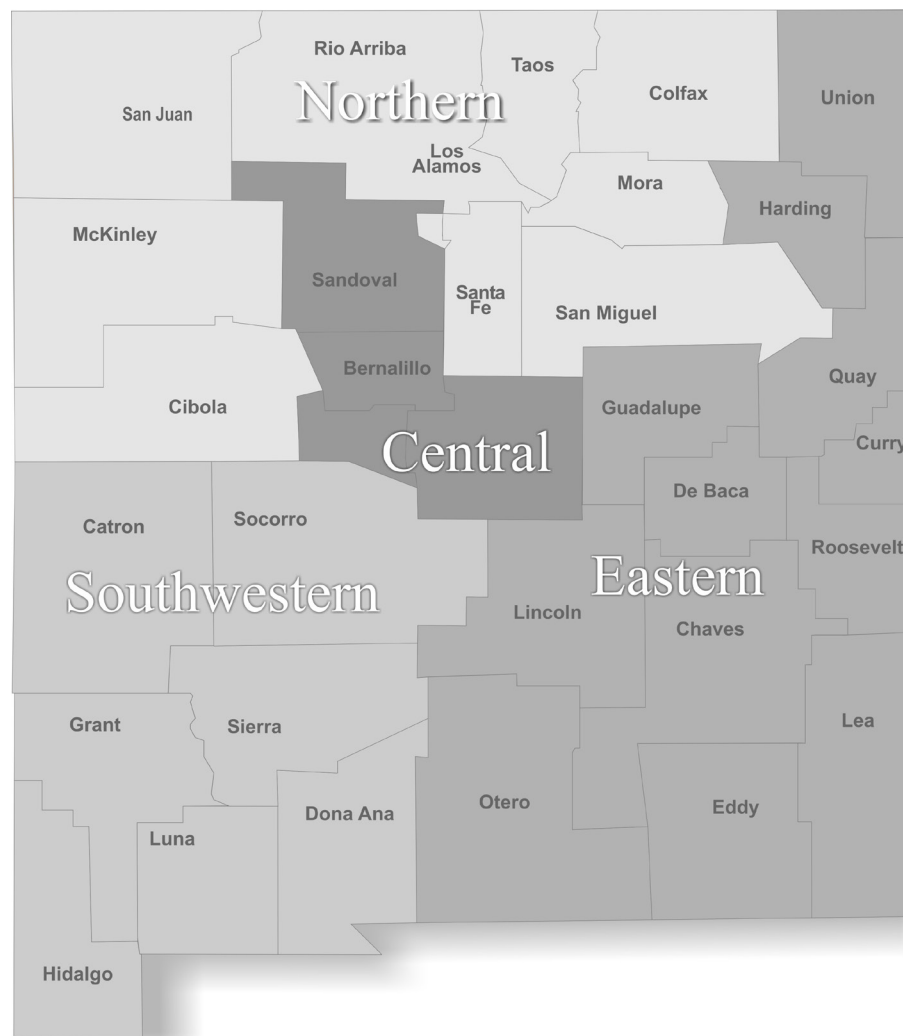 Rio Arriba
Taos
Colfax
Union
San Juan
Northern
Los
Alamos
Mora
Harding
McKinley
Sandoval
Santa
Fe
San Miguel
Bernalillo
Quay
Cibola
Guadalupe
Curry
Central
De Baca
Catron
Socorro
Roosevelt
Southwestern
Eastern
Lincoln
Chaves
Grant
Sierra
Lea
Otero
Eddy
Dona Ana
Luna
Hidalgo